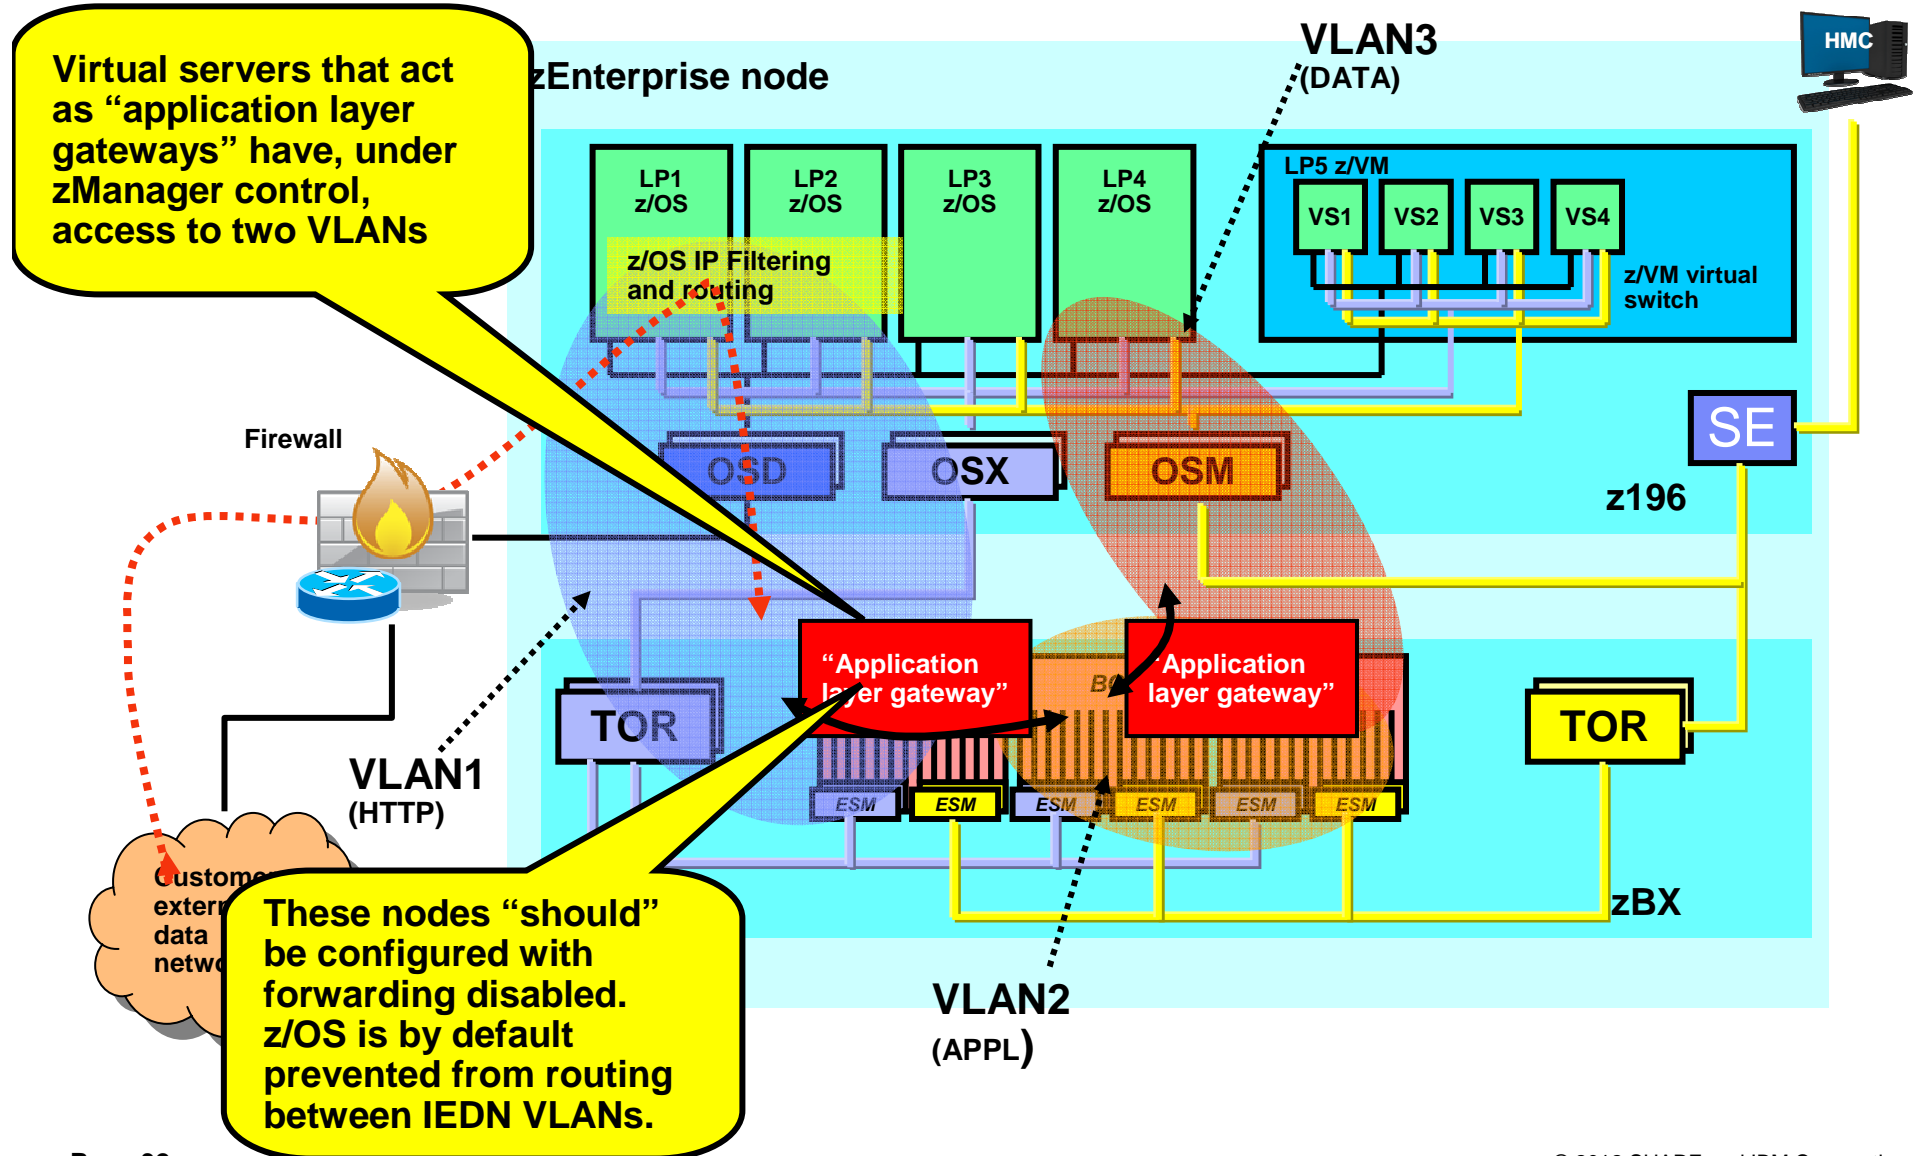 Virtual servers that act
as “application layer
gateways” have, under
zManager control,
access to two VLANs
zEnterprise node
VLAN3
(DATA)
HMC
LP1
z/OS
LP2
z/OS
LP3
z/OS
LP4
z/OS
z/OS IP Filtering
and routing
LP5 z/VM
VS1
VS2
VS3
VS4
z/VM virtual
switch
Firewall
OSD
OSX
OSM
SE
z196
“Application
layer gateway”
“Application
layer gateway”
TOR
TOR
VLAN1
(HTTP)
ESM
ESM
ESM
ESM
ESM
ESM
Customer
external
data
network
zBX
These nodes “should”
be configured with
forwarding disabled.
z/OS is by default
prevented from routing
between IEDN VLANs.
VLAN2
(APPL)